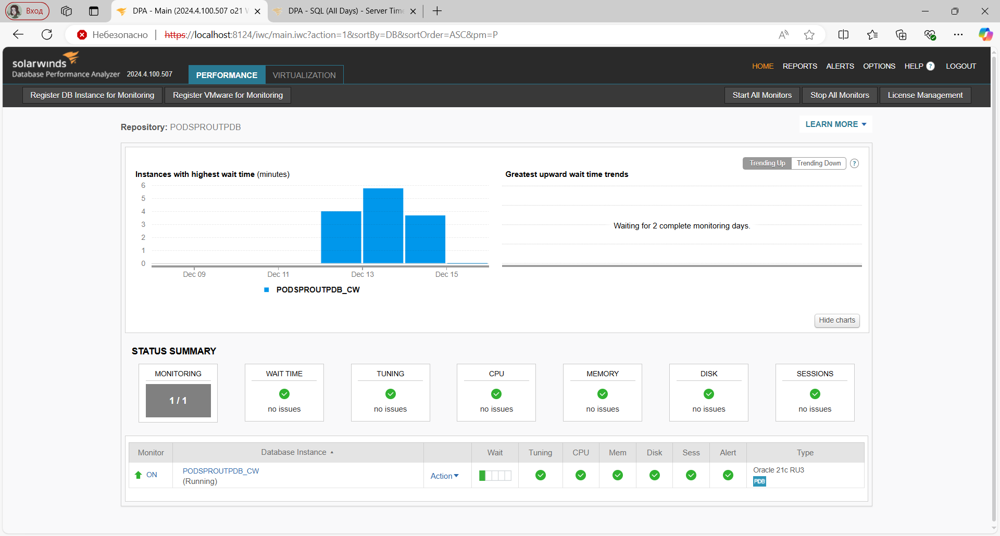 Вход
DPA - Main (2024.4.100.507 o21
DPA - SQL (All Days) - Server Time
Небезопасно
https://localhost:8124/iwc/main.iwc?action=1&sortBy=DB&sortOrder=ASC&pm=P
solarwinds
Database Performance Analyzer 2024.4.100.507
PERFORMANCE VIRTUALIZATION
HOME REPORTS ALERTS OPTIONS HELP ? LOGOUT
Register DB Instance for Monitoring Register VMware for Monitoring
Start All Monitors Stop All Monitors License Management
Repository: PODSPROUTPDB
LEARN MORE
Trending Up Trending Down ?
Instances with highest wait time (minutes)
6
5
4
3
2
1
0
Dec 09 Dec 11 Dec 13 Dec 15
PODSPROUTPDB_CW
Greatest upward wait time trends
Waiting for 2 complete monitoring days.
Hide charts
STATUS SUMMARY
MONITORING
1 / 1
WAIT TIME
no issues
TUNING
no issues
CPU
no issues
MEMORY
no issues
DISK
no issues
SESSIONS
no issues
Monitor Database Instance Wait Tuning CPU Mem Disk Sess Alert Type
ON
PODSPROUTPDB_CW
(Running)
Action
Oracle 21c RU3
PDB